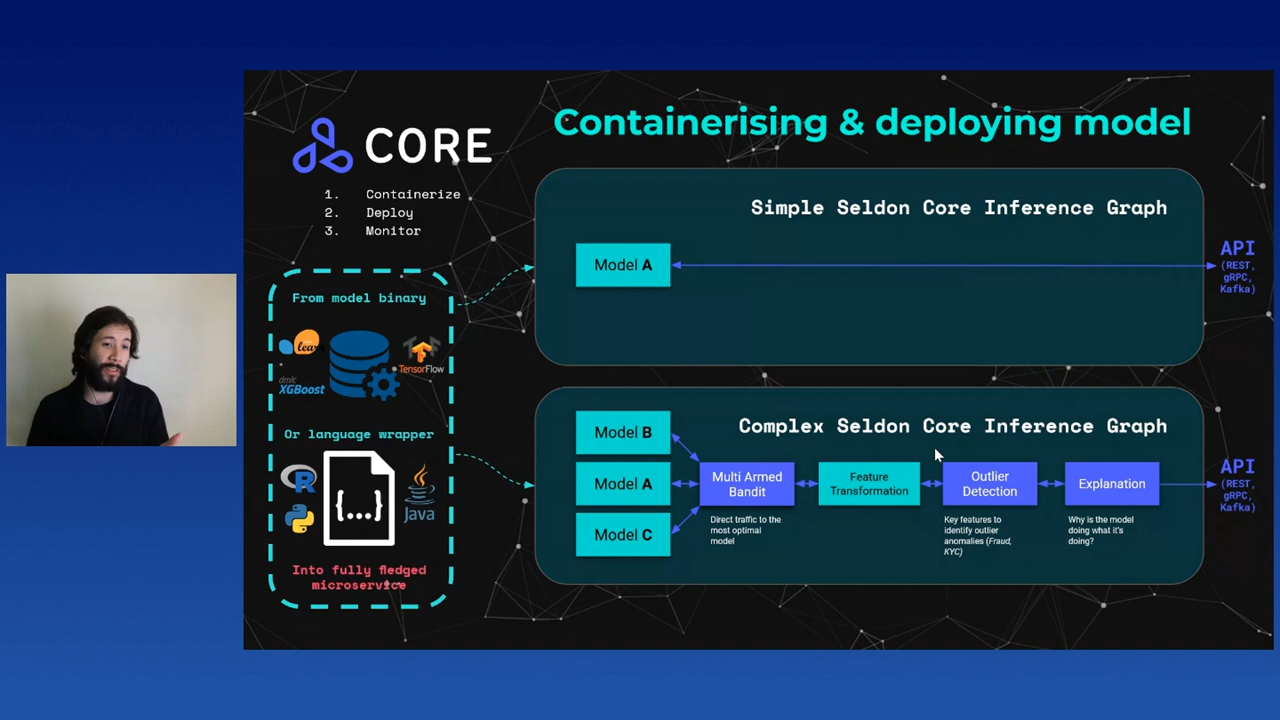 Containerising & deploying model
CORE
1. Containerize
2. Deploy
3. Monitor
From model binary
learn
dmlc
XGBoost
TensorFlow
Or language wrapper
R
{...}
Java
Into fully fledged
microservice
Simple Seldon Core Inference Graph
Model A
API
(REST,
gRPC,
Kafka)
Complex Seldon Core Inference Graph
Model B
Model A
Model C
Multi Armed
Bandit
Direct traffic to the
most optimal
model
Feature
Transformation
Outlier
Detection
Key features to
identify outlier
anomalies (Fraud,
KYC)
Explanation
Why is the model
doing what it's
doing?
API
(REST,
gRPC,
Kafka)